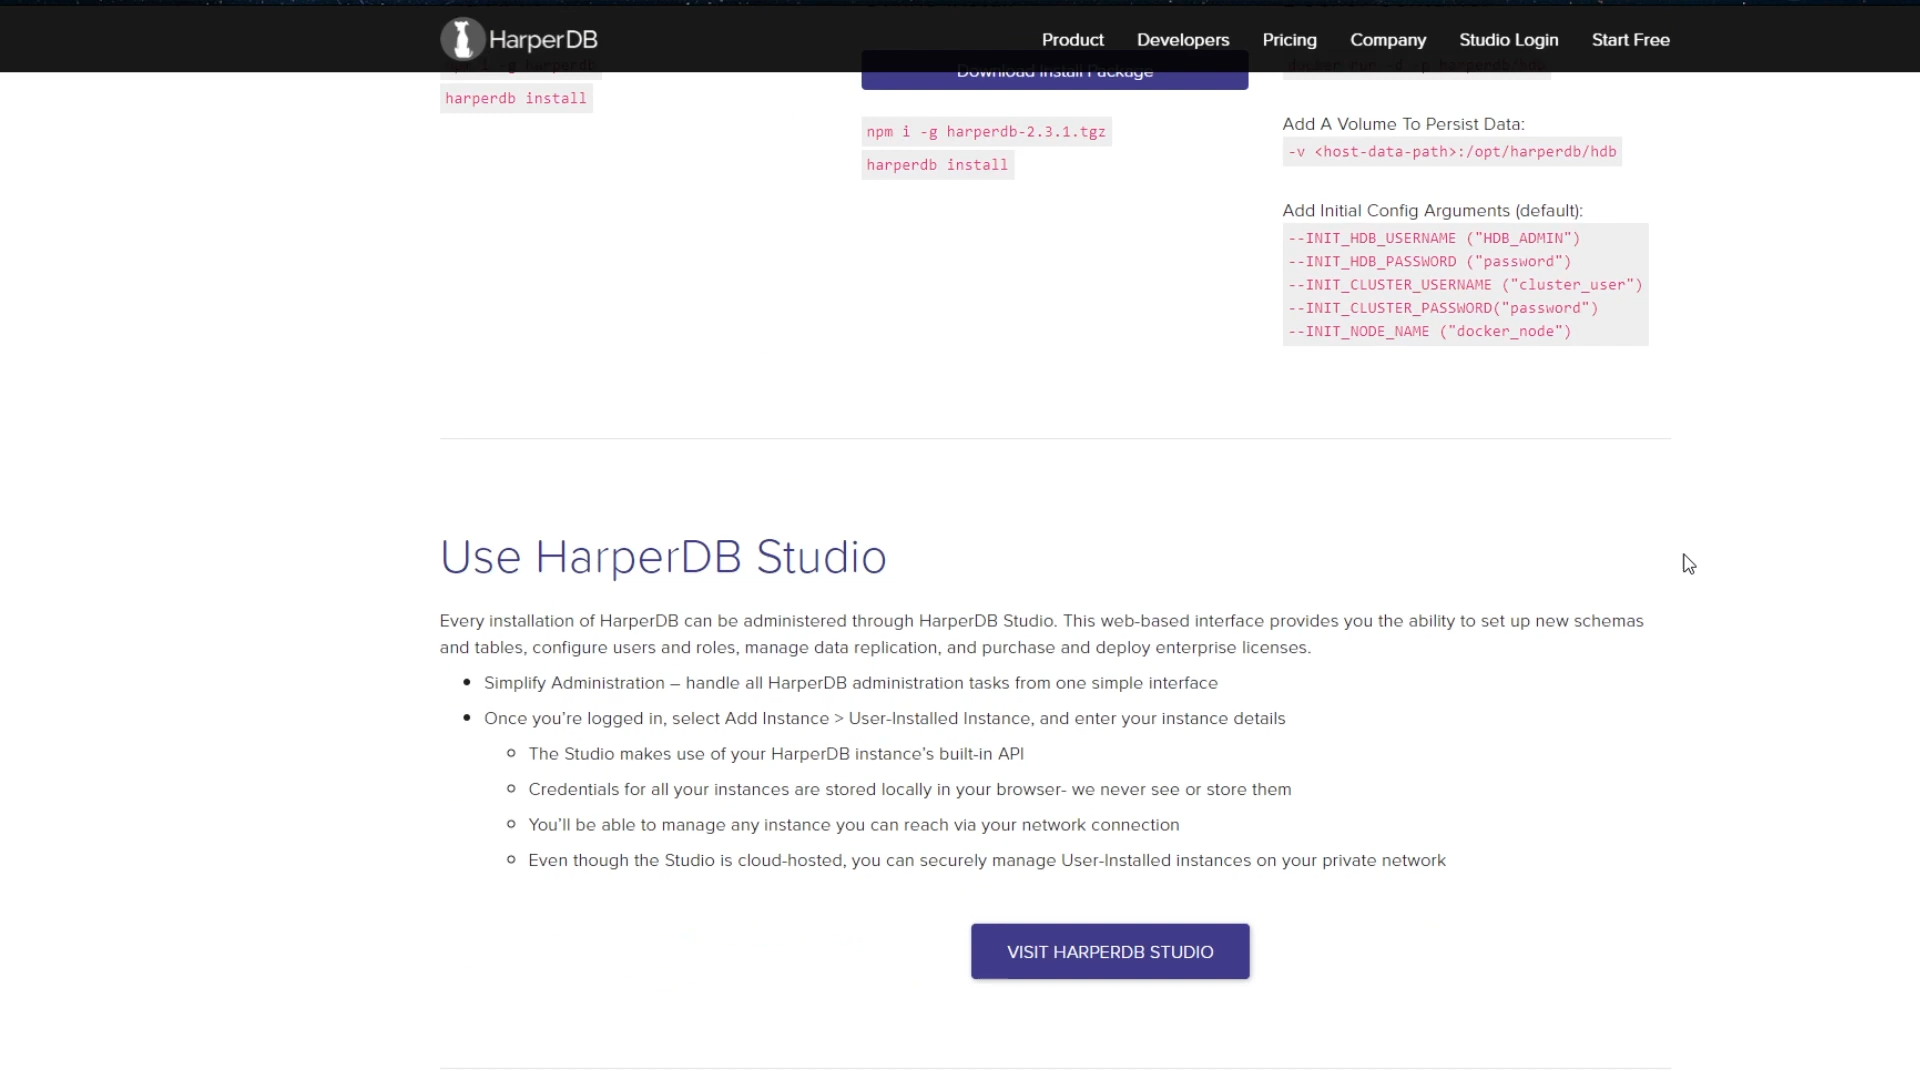 HarperDB
Product Developers Pricing Company Studio Login Start Free
npm i -g harperdb
harperdb install
Download Install Package
npm i -g harperdb-2.3.1.tgz
harperdb install
docker run -d -p harperdb/hdb
Add A Volume To Persist Data:
-v <host-data-path>:/opt/harperdb/hdb
Add Initial Config Arguments (default):
--INIT_HDB_USERNAME ("HDB_ADMIN")
--INIT_HDB_PASSWORD ("password")
--INIT_CLUSTER_USERNAME ("cluster_user")
--INIT_CLUSTER_PASSWORD("password")
--INIT_NODE_NAME ("docker_node")
Use HarperDB Studio
Every installation of HarperDB can be administered through HarperDB Studio. This web-based interface provides you the ability to set up new schemas
and tables, configure users and roles, manage data replication, and purchase and deploy enterprise licenses.
Simplify Administration – handle all HarperDB administration tasks from one simple interface
Once you’re logged in, select Add Instance > User-Installed Instance, and enter your instance details
The Studio makes use of your HarperDB instance’s built-in API
Credentials for all your instances are stored locally in your browser- we never see or store them
You’ll be able to manage any instance you can reach via your network connection
Even though the Studio is cloud-hosted, you can securely manage User-Installed instances on your private network
VISIT HARPERDB STUDIO